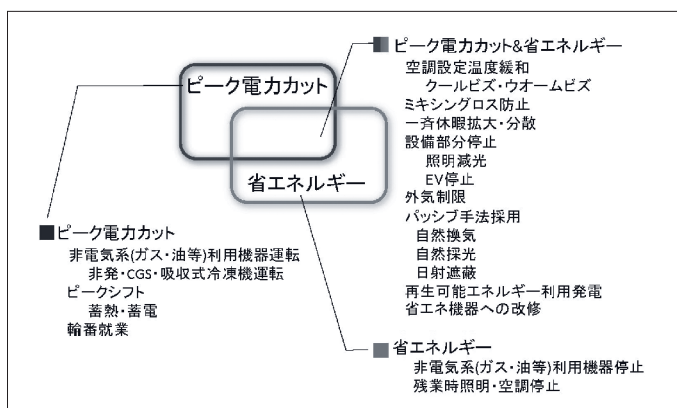 ピーク電力カット
省エネルギー
■ピーク電力カット&省エネルギー
空調設定温度緩和
クールビズ・ウオームビズ
ミキシングロス防止
一斉休暇拡大・分散
設備部分停止
照明減光
EV停止
外気制限
パッシブ手法採用
自然換気
自然採光
日射遮蔽
再生可能エネルギー利用発電
省エネ機器への改修
■ピーク電力カット
非電気系(ガス・油等)利用機器運転
非発・CGS・吸収式冷凍機運転
ピークシフト
蓄熱・蓄電
輪番就業
■省エネルギー
非電気系(ガス・油等)利用機器停止
残業時照明・空調停止